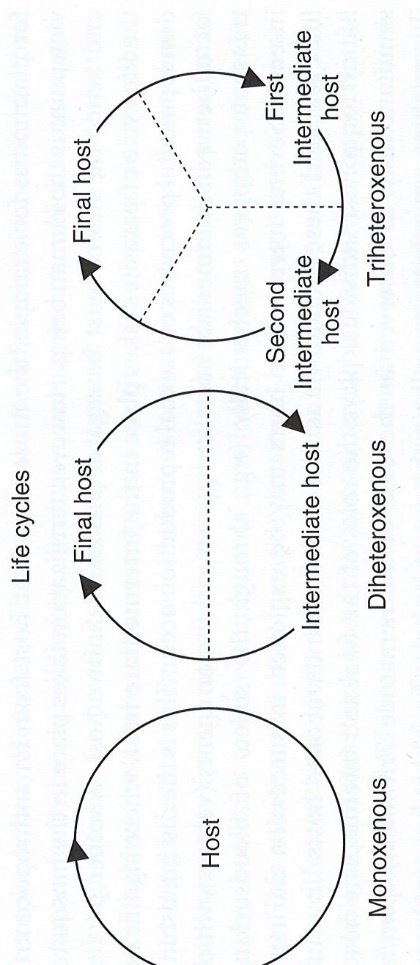 Life cycles
Host
Monoxenous
Final host
Intermediate host
Diheteroxenous
Final host
First
Intermediate
host
Second
Intermediate
host
Triheteroxenous